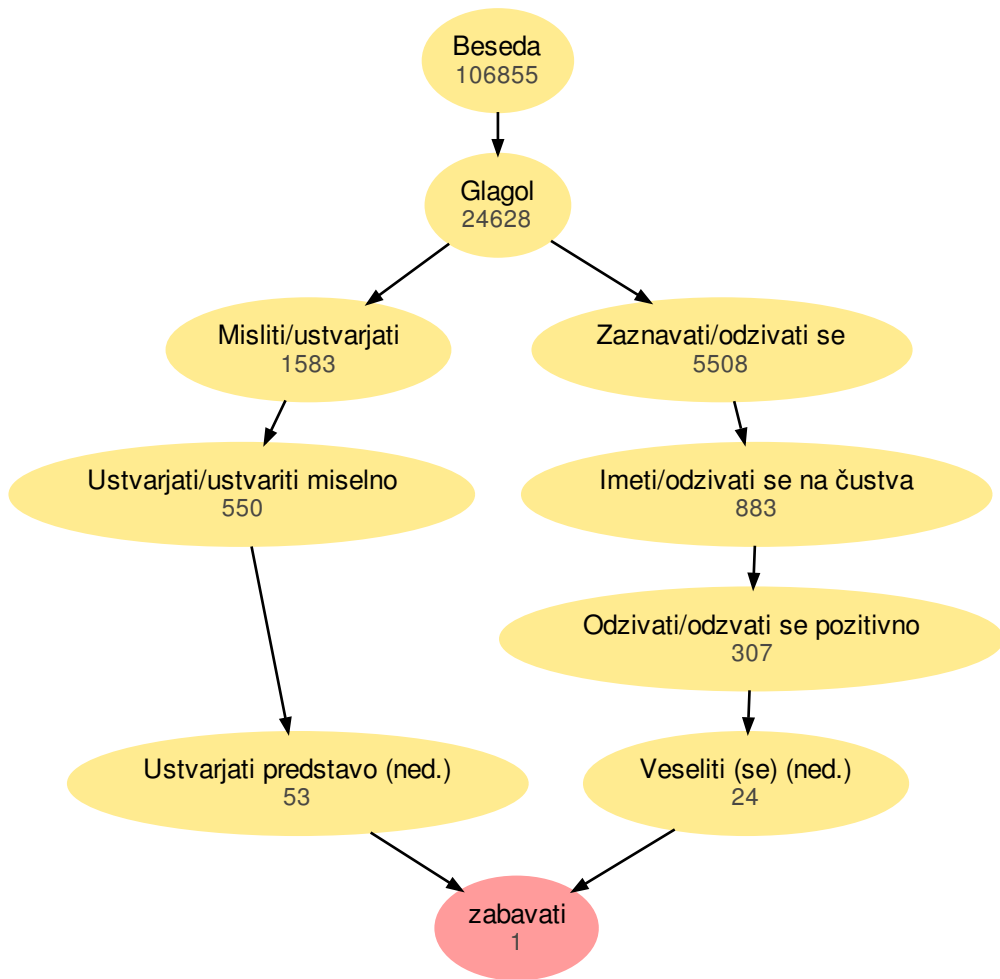 Beseda
106855
Glagol
24628
Misliti/ustvarjati
1583
Zaznavati/odzivati se
5508
Ustvarjati/ustvariti miselno
550
Imeti/odzivati se na čustva
883
Odzivati/odzvati se pozitivno
307
Ustvarjati predstavo (ned.)
53
Veseliti (se) (ned.)
24
zabavati
1